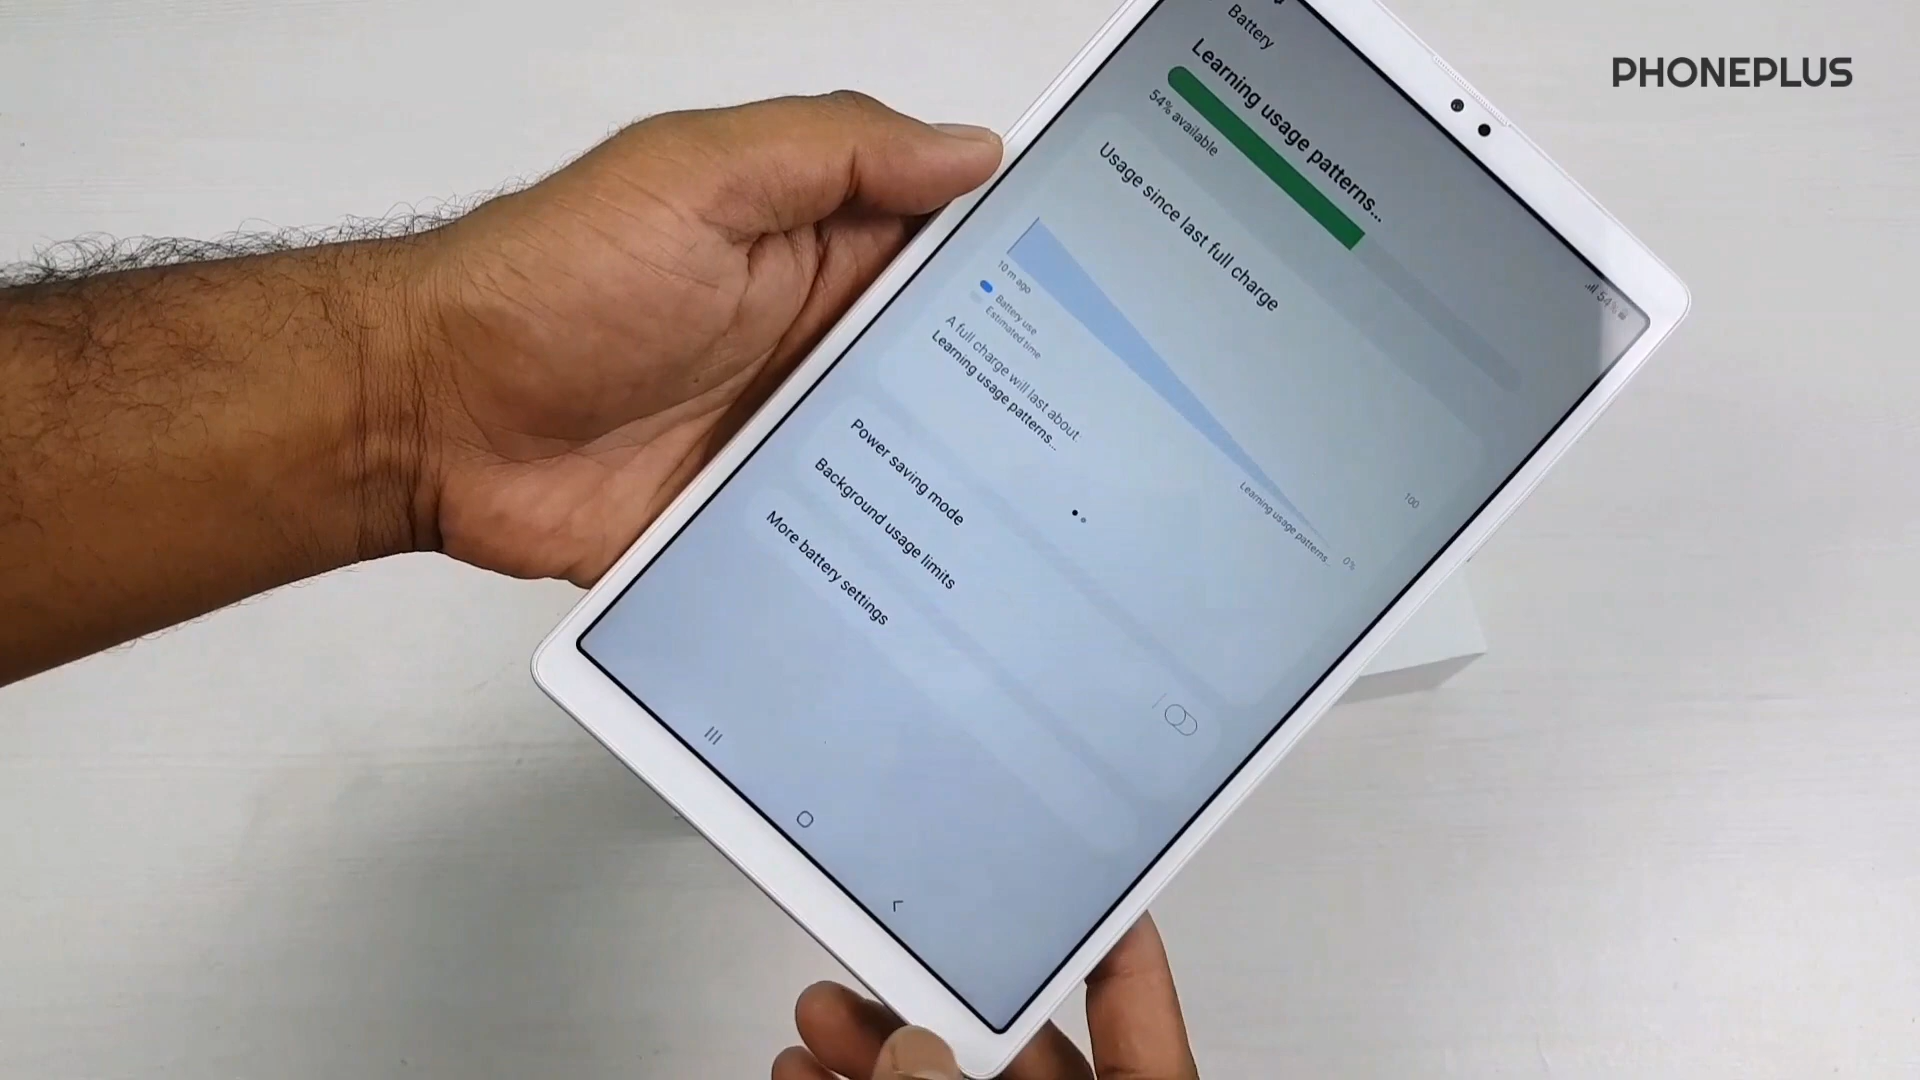 PHONEPLUS
Battery
Learning usage patterns...
54% available
Usage since last full charge
10 m ago
Battery use
Estimated time
A full charge will last about:
Learning usage patterns...
100
0%
Learning usage patterns...
Power saving mode
Background usage limits
More battery settings
54%